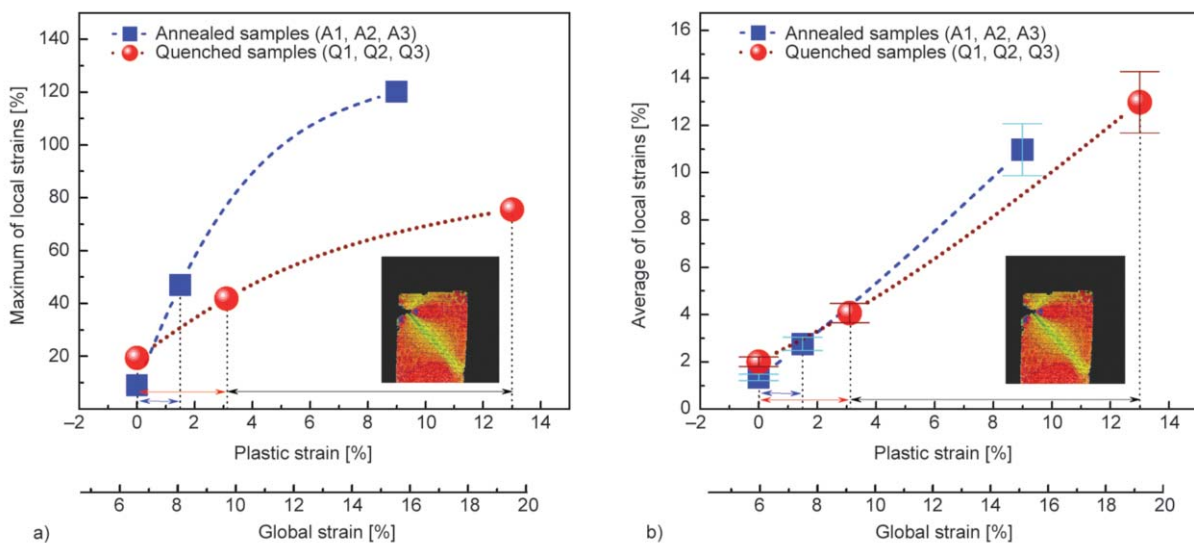 140
120
100
80
60
40
20
Maximum of local strains [%]
Annealed samples (A1, A2, A3)
Quenched samples (Q1, Q2, Q3)
–2 0 2 4 6 8 10 12 14
Plastic strain [%]
6 8 10 12 14 16 18 20
Global strain [%]
a)
16
14
12
10
8
6
4
2
0
Average of local strains [%]
Annealed samples (A1, A2, A3)
Quenched samples (Q1, Q2, Q3)
–2 0 2 4 6 8 10 12 14
Plastic strain [%]
6 8 10 12 14 15 17 19 20
Global strain [%]
b)